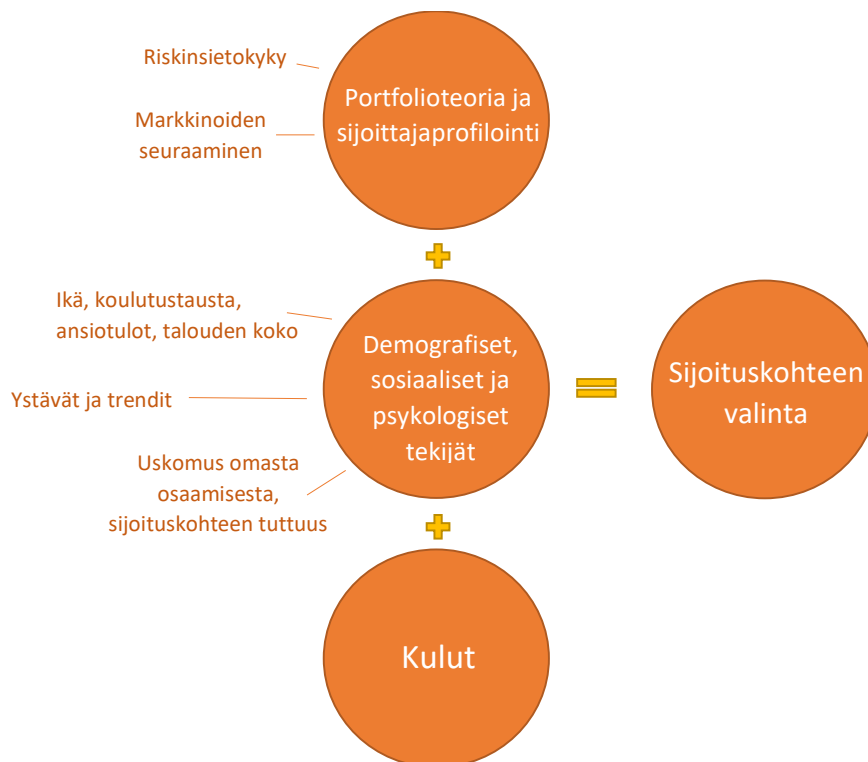 Riskinsietokyky
Markkinoiden
seuraaminen
Portfolioteoria ja
sijoittajaprofilointi
Ikä, koulutustausta,
ansiotulot, talouden koko
Ystävät ja trendit
Uskomus omasta
osaamisesta,
sijoituskohteen tuttuus
Demografiset,
sosiaaliset ja
psykologiset
tekijät
Sijoituskohteen
valinta
Kulut